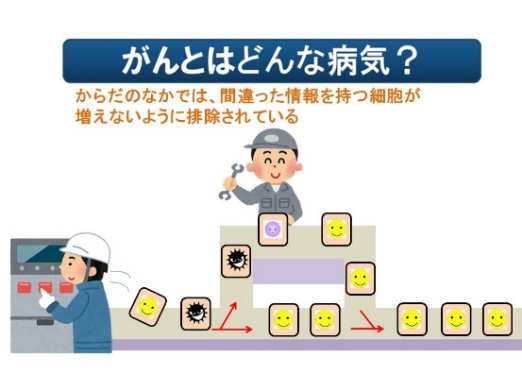 がんとはどんな病気？
からだのなかでは、間違った情報を持つ細胞が
増えないように排除されている